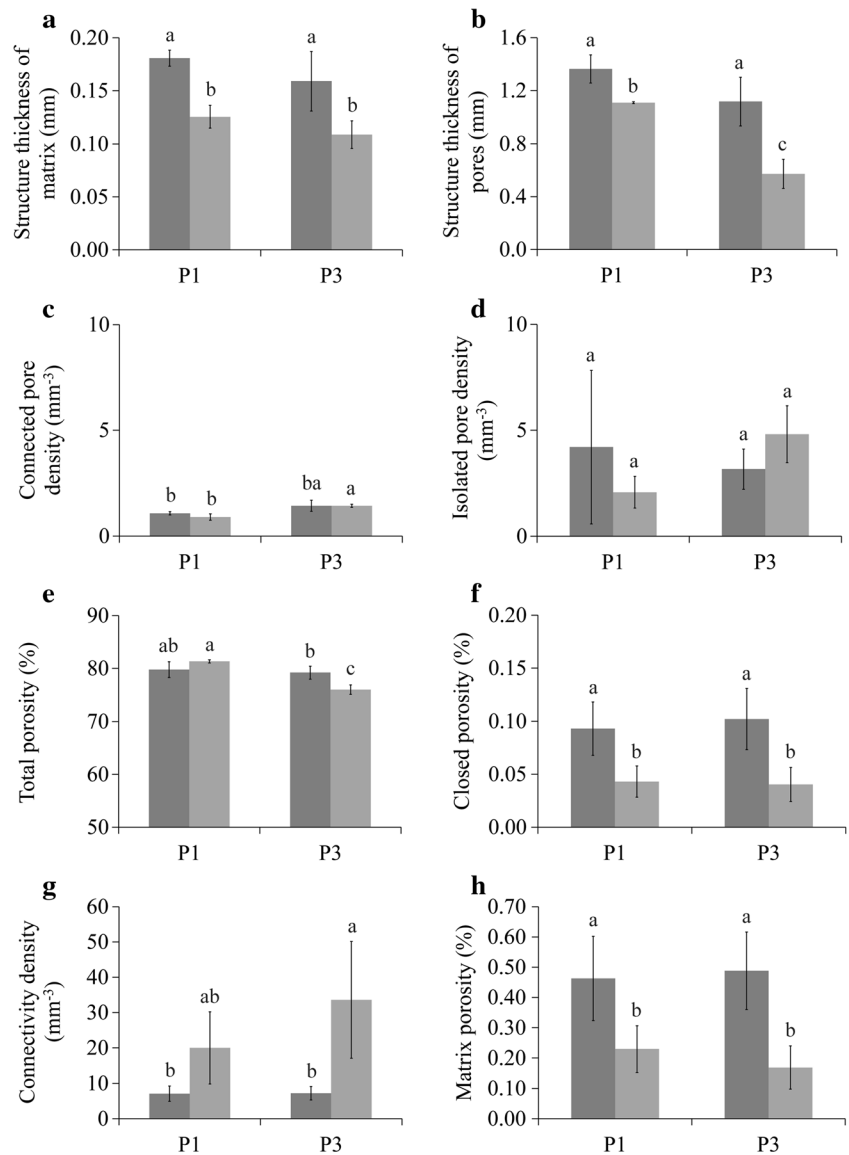 a
Structure thickness of
matrix (mm)
0.20
0.15
0.10
0.05
0.00
a
b
a
b
P1
P3
b
Structure thickness of
pores (mm)
1.6
1.2
0.8
0.4
0.0
a
b
a
c
P1
P3
c
Connected pore
density (mm-3)
10
5
0
b
b
ba
a
P1
P3
d
Isolated pore density
(mm-3)
10
5
0
a
a
a
a
P1
P3
e
Total porosity (%)
90
80
70
60
50
ab
a
b
c
P1
P3
f
Closed porosity (%)
0.20
0.15
0.10
0.05
0.00
a
b
a
b
P1
P3
g
Connectivity density
(mm-3)
60
50
40
30
20
10
0
b
ab
b
a
P1
P3
h
Matrix porosity (%)
0.70
0.60
0.50
0.40
0.30
0.20
0.10
0.00
a
b
a
b
P1
P3